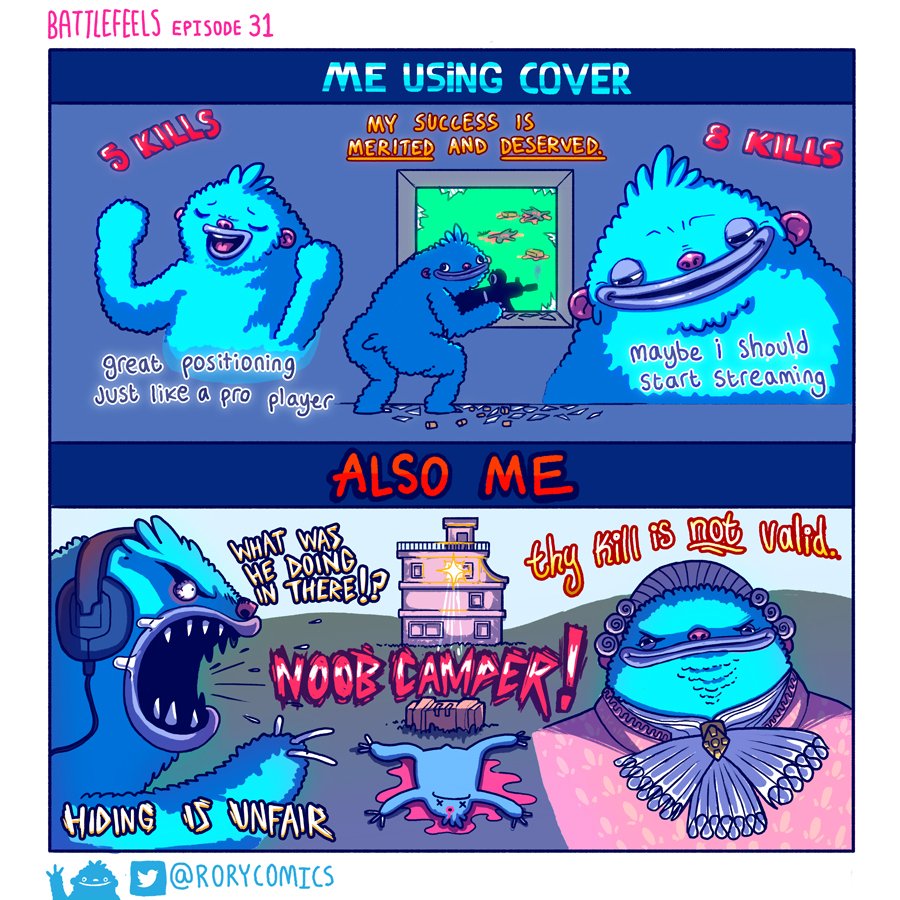 BATTLEFEELS EPISODE 31
ME USING COVER
5 KILLS
MY SUCCESS IS
MERITED AND DESERVED.
8 KILLS
great positioning
just like a pro player
maybe i should
start streaming
ALSO ME
WHAT WAS
HE DOING
IN THERE!?
thy kill is not valid.
NOOB CAMPER!
HIDING IS UNFAIR
@RORYCOMICS